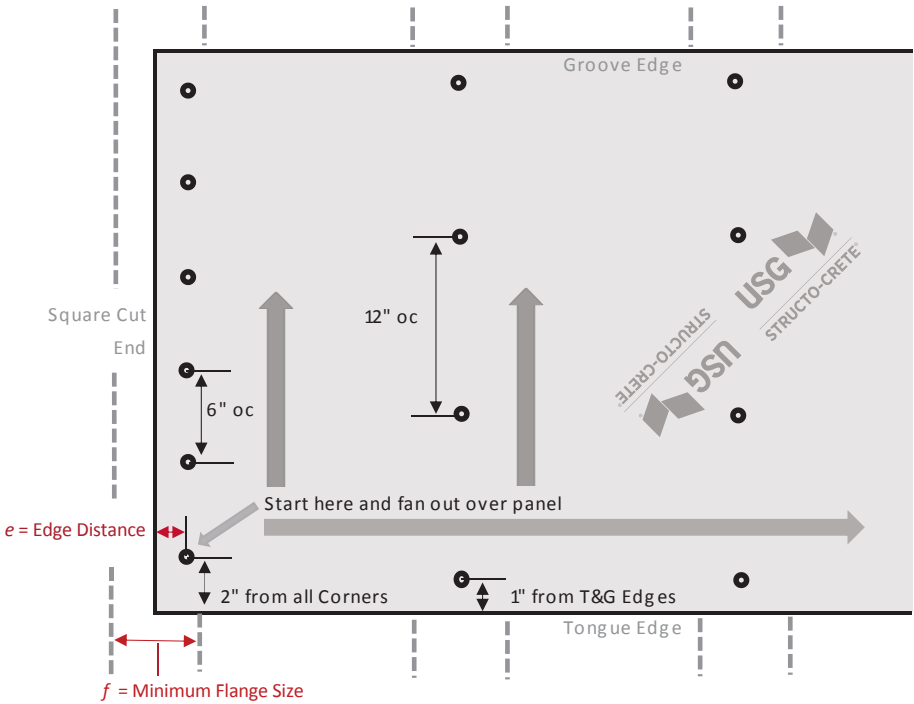 Groove Edge
USG
STRUCTO-CRETE®
STRUCTO-CRETE®
USG
Square Cut
End
12" oc
6" oc
Start here and fan out over panel
e = Edge Distance
2" from all Corners
1" from T&G Edges
Tongue Edge
f = Minimum Flange Size